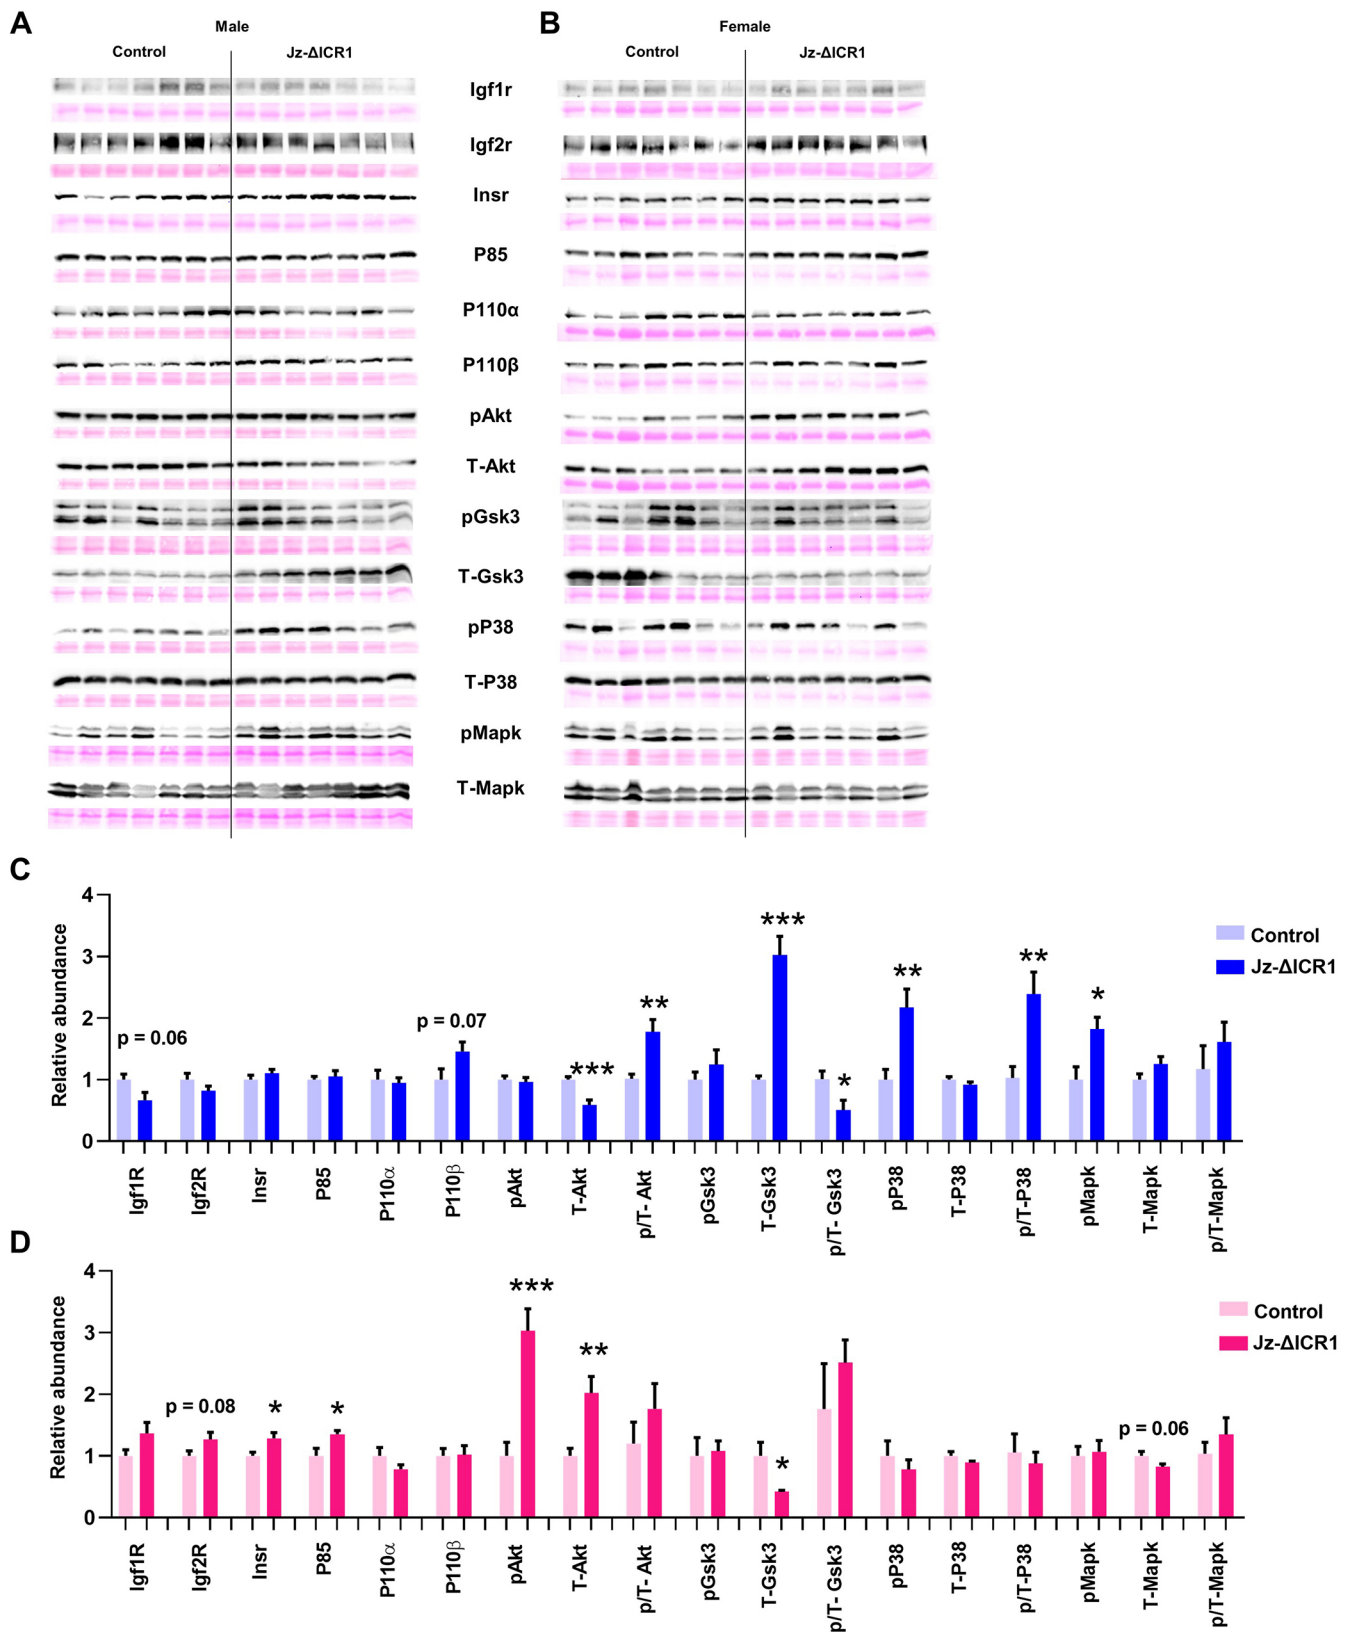 A
Male
Control Jz-ΔICR1
B
Female
Control Jz-ΔICR1
Igf1r
Igf2r
Insr
P85
P110α
P110β
pAkt
T-Akt
pGsk3
T-Gsk3
pP38
T-P38
pMapk
T-Mapk
C
Relative abundance
4
3
2
1
0
p = 0.06
p = 0.07
***
**
***
*
**
**
*
Control
Jz-ΔICR1
Igf1R
Igf2R
Insr
P85
P110α
P110β
pAkt
T-Akt
p/T- Akt
pGsk3
T-Gsk3
p/T- Gsk3
pP38
T-P38
p/T-P38
pMapk
T-Mapk
p/T-Mapk
D
Relative abundance
4
3
2
1
0
p = 0.08
*
*
***
**
*
p = 0.06
Control
Jz-ΔICR1
Igf1R
Igf2R
Insr
P85
P110α
P110β
pAkt
T-Akt
p/T- Akt
pGsk3
T-Gsk3
p/T- Gsk3
pP38
T-P38
p/T-P38
pMapk
T-Mapk
p/T-Mapk